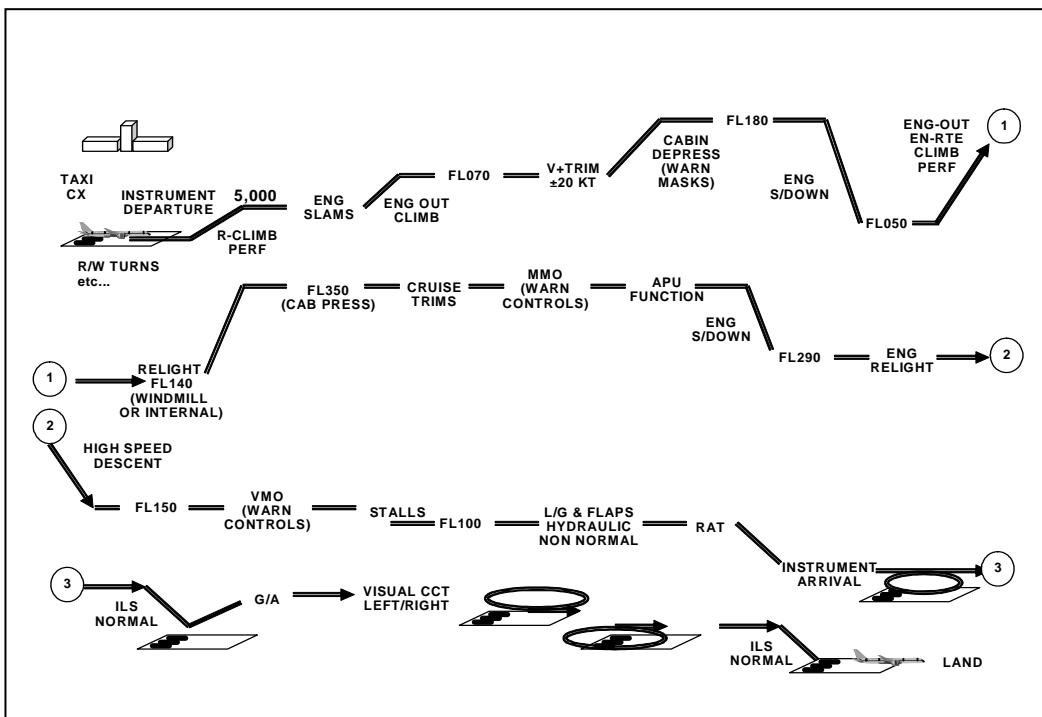 TAXI
CX
INSTRUMENT
DEPARTURE
R/W TURNS
etc...
5,000
R-CLIMB
PERF
ENG
SLAMS
ENG OUT
CLIMB
FL070
V+TRIM
±20 KT
CABIN
DEPRESS
(WARN
MASKS)
FL180
ENG
S/DOWN
FL050
ENG-OUT
EN-RTE
CLIMB
PERF
1
1
RELIGHT
FL140
(WINDMILL
OR INTERNAL)
FL350
(CAB PRESS)
CRUISE
TRIMS
MMO
(WARN
CONTROLS)
APU
FUNCTION
ENG
S/DOWN
FL290
ENG
RELIGHT
2
2
HIGH SPEED
DESCENT
FL150
VMO
(WARN
CONTROLS)
STALLS
FL100
L/G & FLAPS
HYDRAULIC
NON NORMAL
RAT
INSTRUMENT
ARRIVAL
3
3
ILS
NORMAL
G/A
VISUAL CCT
LEFT/RIGHT
ILS
NORMAL
LAND